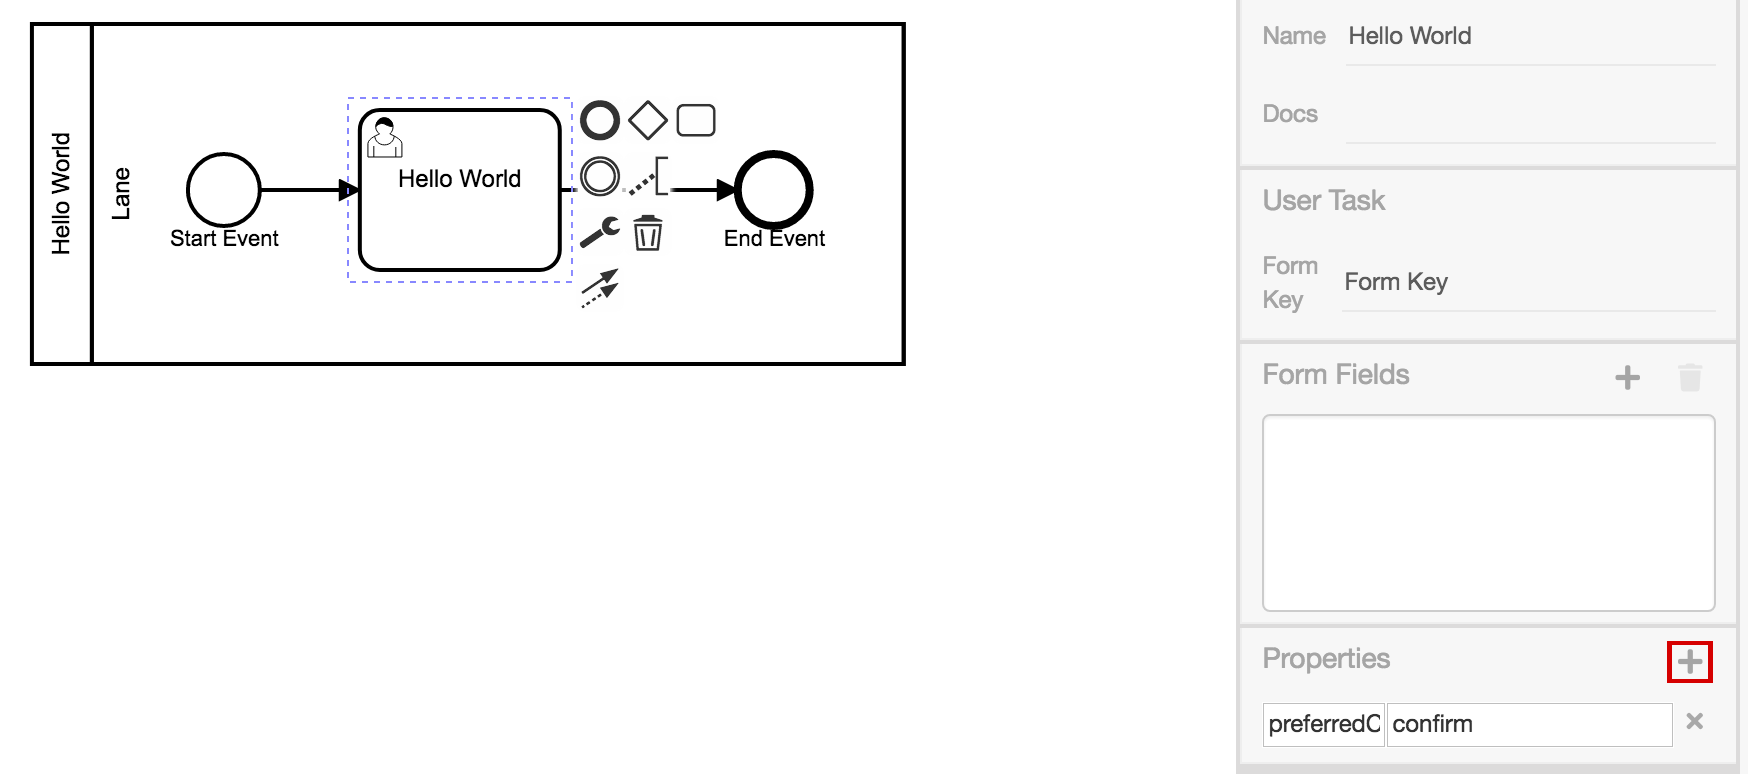 Hello World
Lane
Start Event
Hello World
End Event
Name Hello World
Docs
User Task
Form Key Form Key
Form Fields
Properties
preferredC confirm